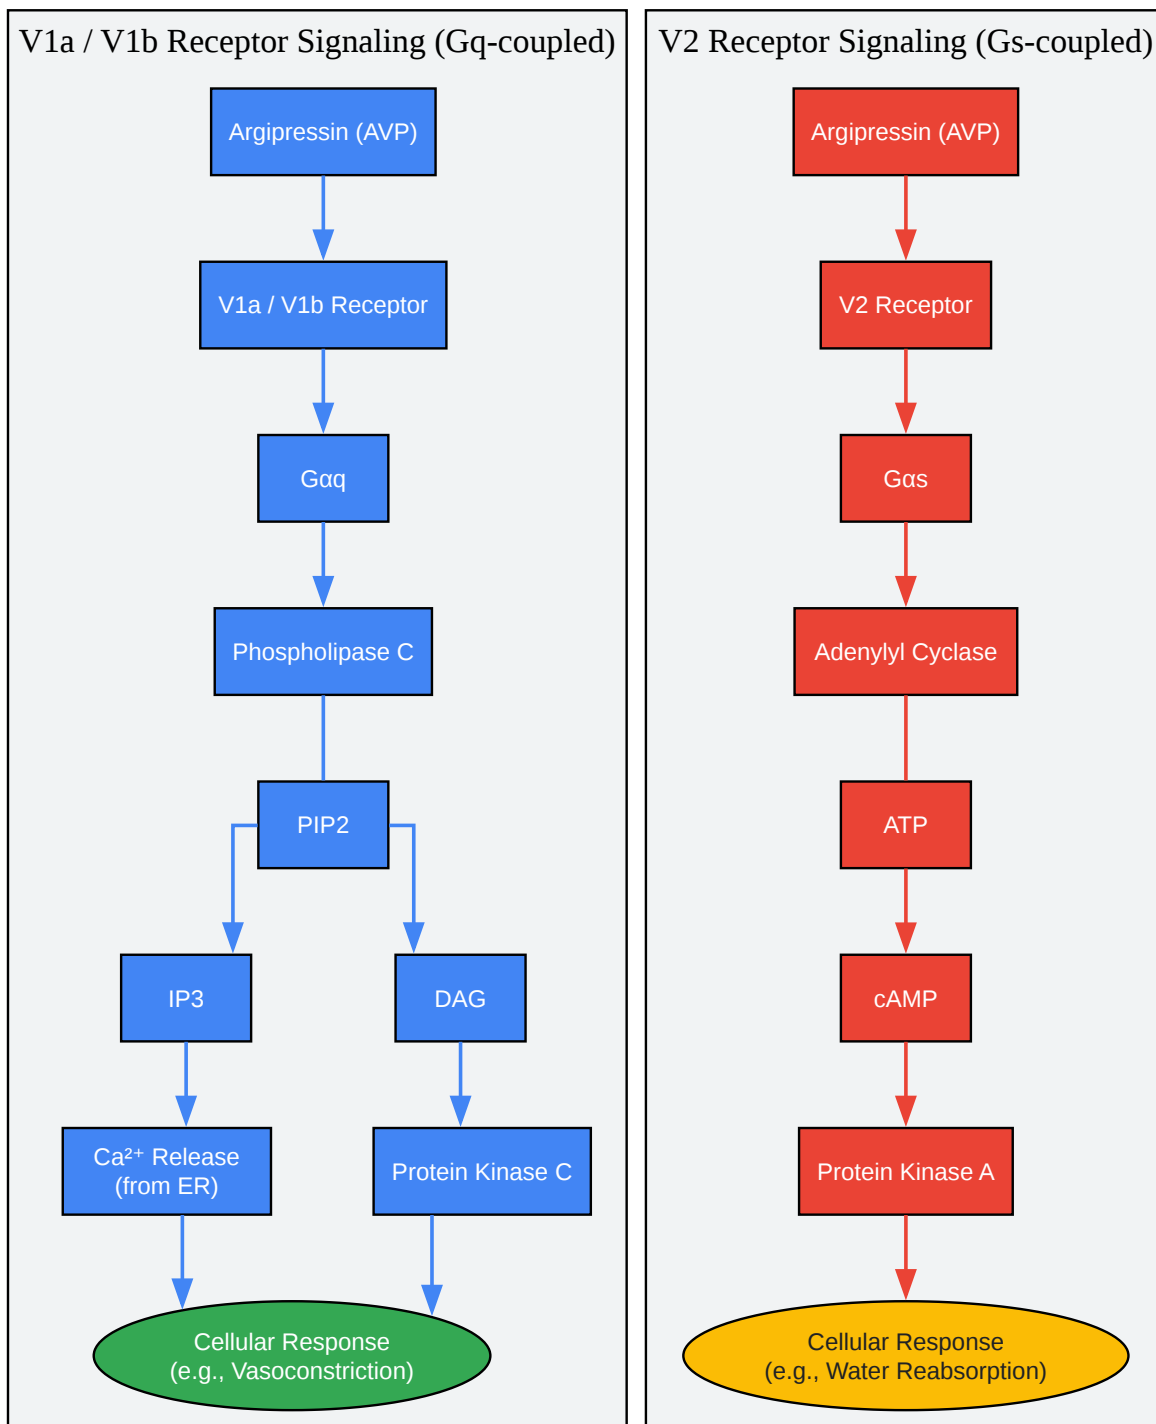 V1a / V1b Receptor Signaling (Gq-coupled)
Argipressin (AVP)
V1a / V1b Receptor
Gαq
Phospholipase C
PIP2
IP3
DAG
Ca²⁺ Release
(from ER)
Protein Kinase C
Cellular Response
(e.g., Vasoconstriction)
V2 Receptor Signaling (Gs-coupled)
Argipressin (AVP)
V2 Receptor
Gαs
Adenylyl Cyclase
ATP
cAMP
Protein Kinase A
Cellular Response
(e.g., Water Reabsorption)